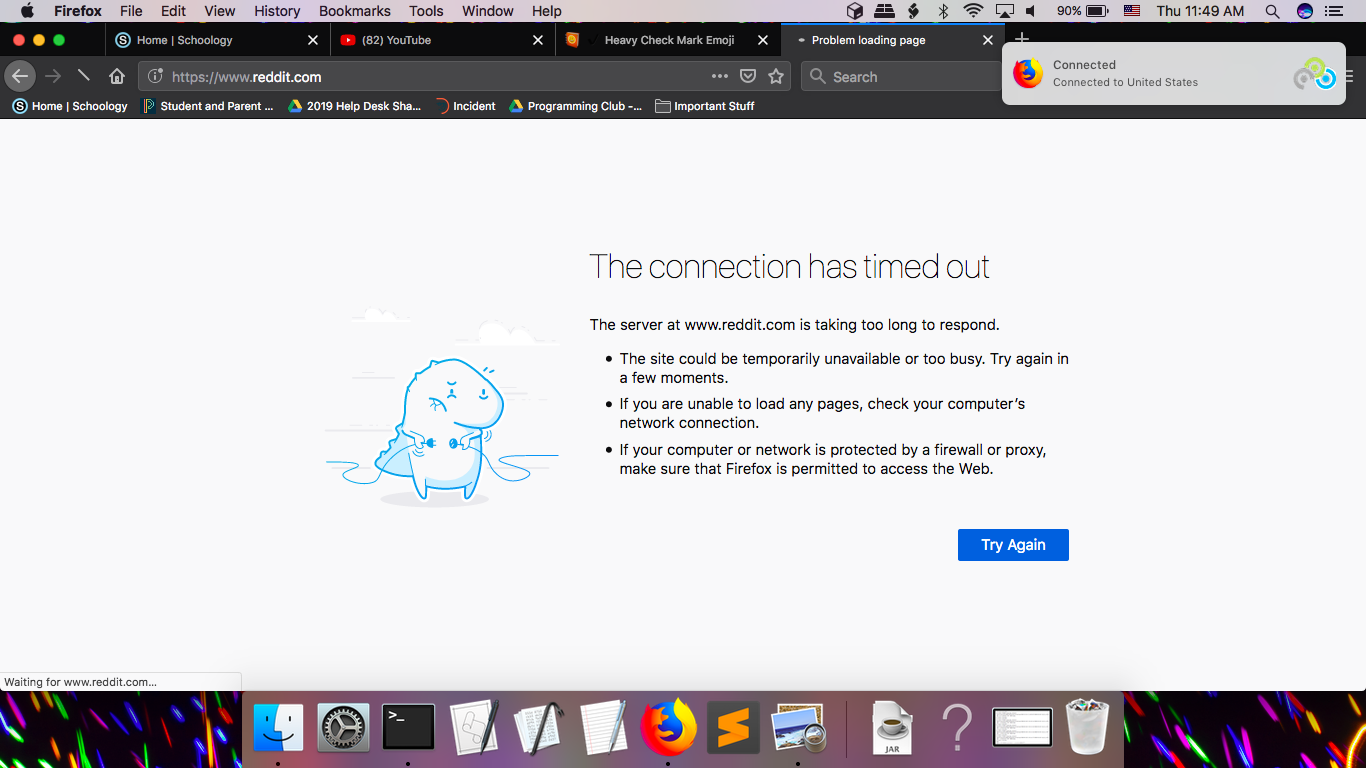 Firefox File Edit View History Bookmarks Tools Window Help 90% Thu 11:49 AM
Home | Schoology (82) YouTube Heavy Check Mark Emoji Problem loading page
https://www.reddit.com Search
Connected
Connected to United States
Home | Schoology Student and Parent ... 2019 Help Desk Sha... Incident Programming Club -... Important Stuff
The connection has timed out
The server at www.reddit.com is taking too long to respond.
• The site could be temporarily unavailable or too busy. Try again in
a few moments.
• If you are unable to load any pages, check your computer’s
network connection.
• If your computer or network is protected by a firewall or proxy,
make sure that Firefox is permitted to access the Web.
Try Again
Waiting for www.reddit.com...
>_
JAR